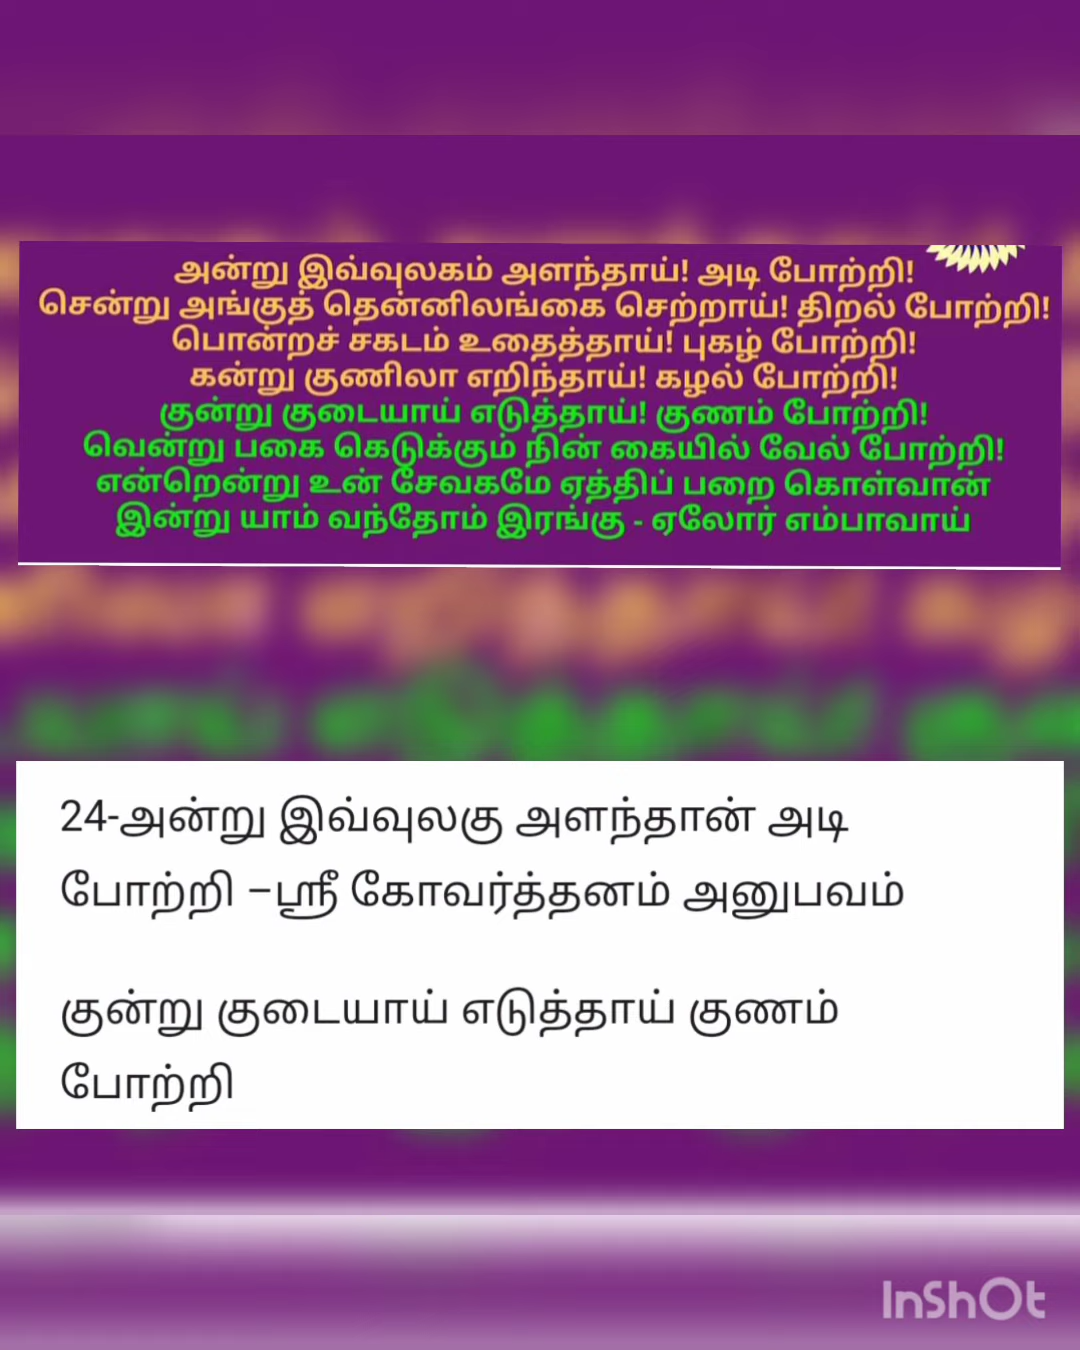 அன்று இவ்வுலகம் அளந்தாய்! அடி போற்றி!
சென்று அங்குத் தென்னிலங்கை செற்றாய்! திறல் போற்றி!
பொன்றச் சகடம் உதைத்தாய்! புகழ் போற்றி!
கன்று குணிலா எறிந்தாய்! கழல் போற்றி!
குன்று குடையாய் எடுத்தாய்! குணம் போற்றி!
வென்று பகை கெடுக்கும் நின் கையில் வேல் போற்றி!
என்றென்று உன் சேவகமே ஏத்திப் பறை கொள்வான்
இன்று யாம் வந்தோம் இரங்கு - ஏலோர் எம்பாவாய்
24-அன்று இவ்வுலகு அளந்தான் அடி
போற்றி –ஸ்ரீ கோவர்த்தனம் அனுபவம்
குன்று குடையாய் எடுத்தாய் குணம்
போற்றி
InShOt